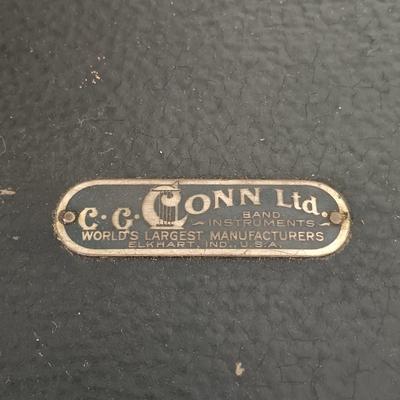 C.G.CONN Ltd.
BAND
~INSTRUMENTS~
WORLD'S LARGEST MANUFACTURERS
ELKHART, IND., U.S.A.